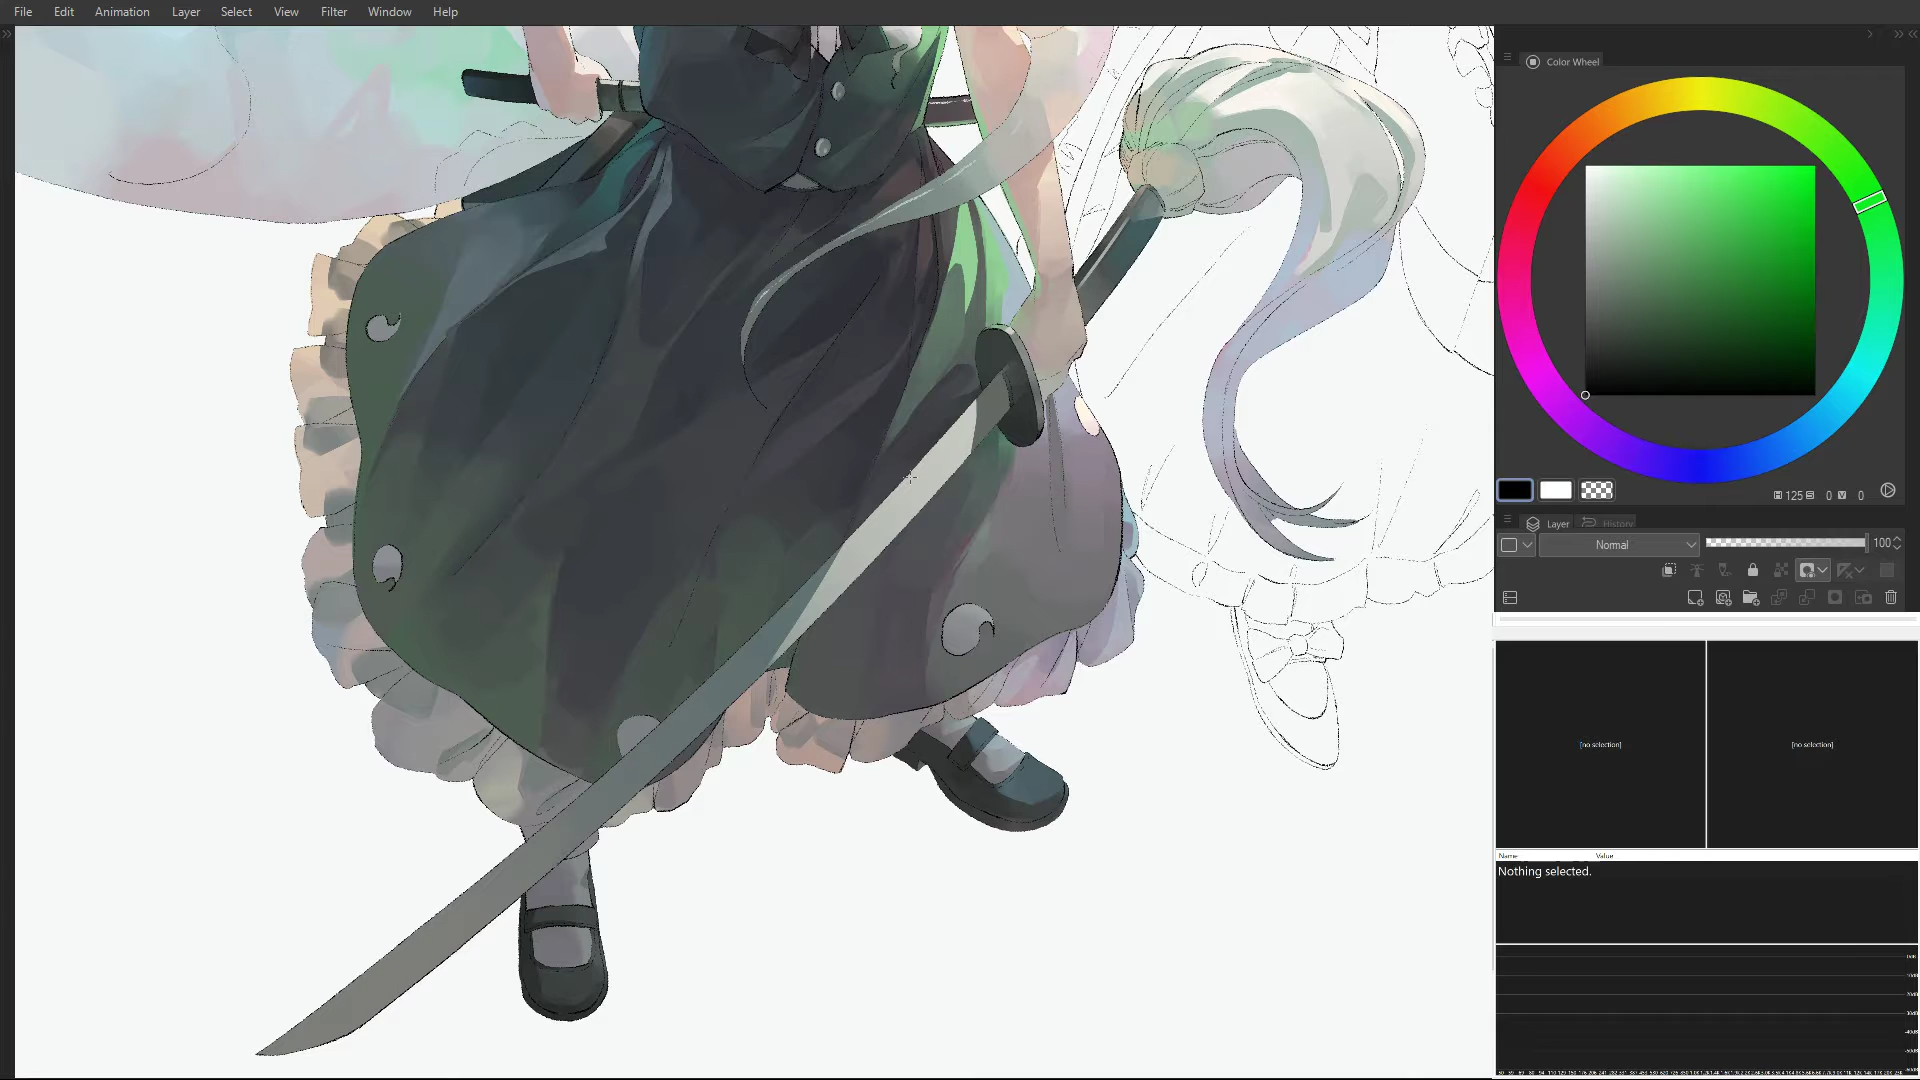 File Edit Animation Layer Select View Filter Window Help
Color Wheel
125 0 0
Layer History
Normal 100
[no selection] [no selection]
Name Value
Nothing selected.